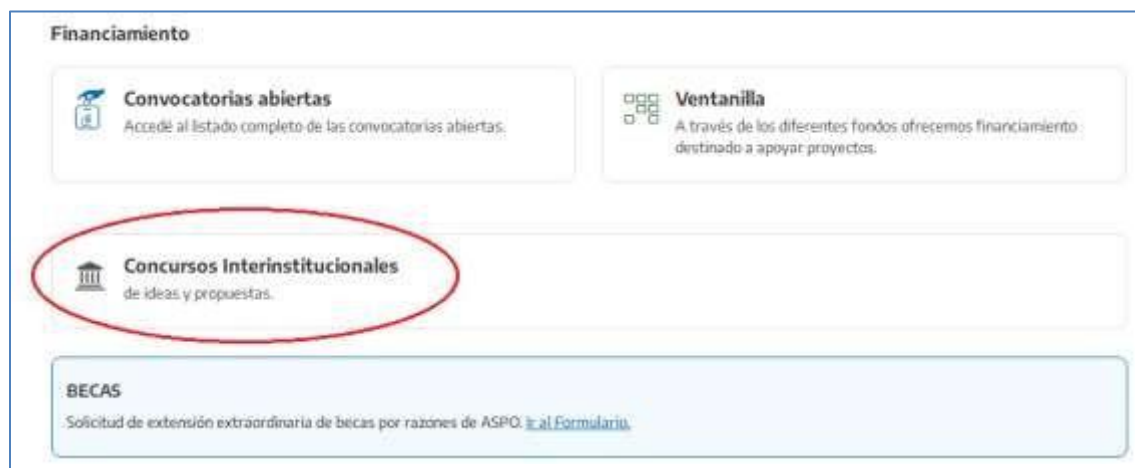 Financiamiento
Convocatorias abiertas
Accedé al listado completo de las convocatorias abiertas.
Ventanilla
A través de los diferentes fondos ofrecemos financiamiento
destinado a apoyar proyectos.
Concursos Interinstitucionales
de ideas y propuestas.
BECAS
Solicitud de extensión extraordinaria de becas por razones de ASPO. Ir al Formulario.